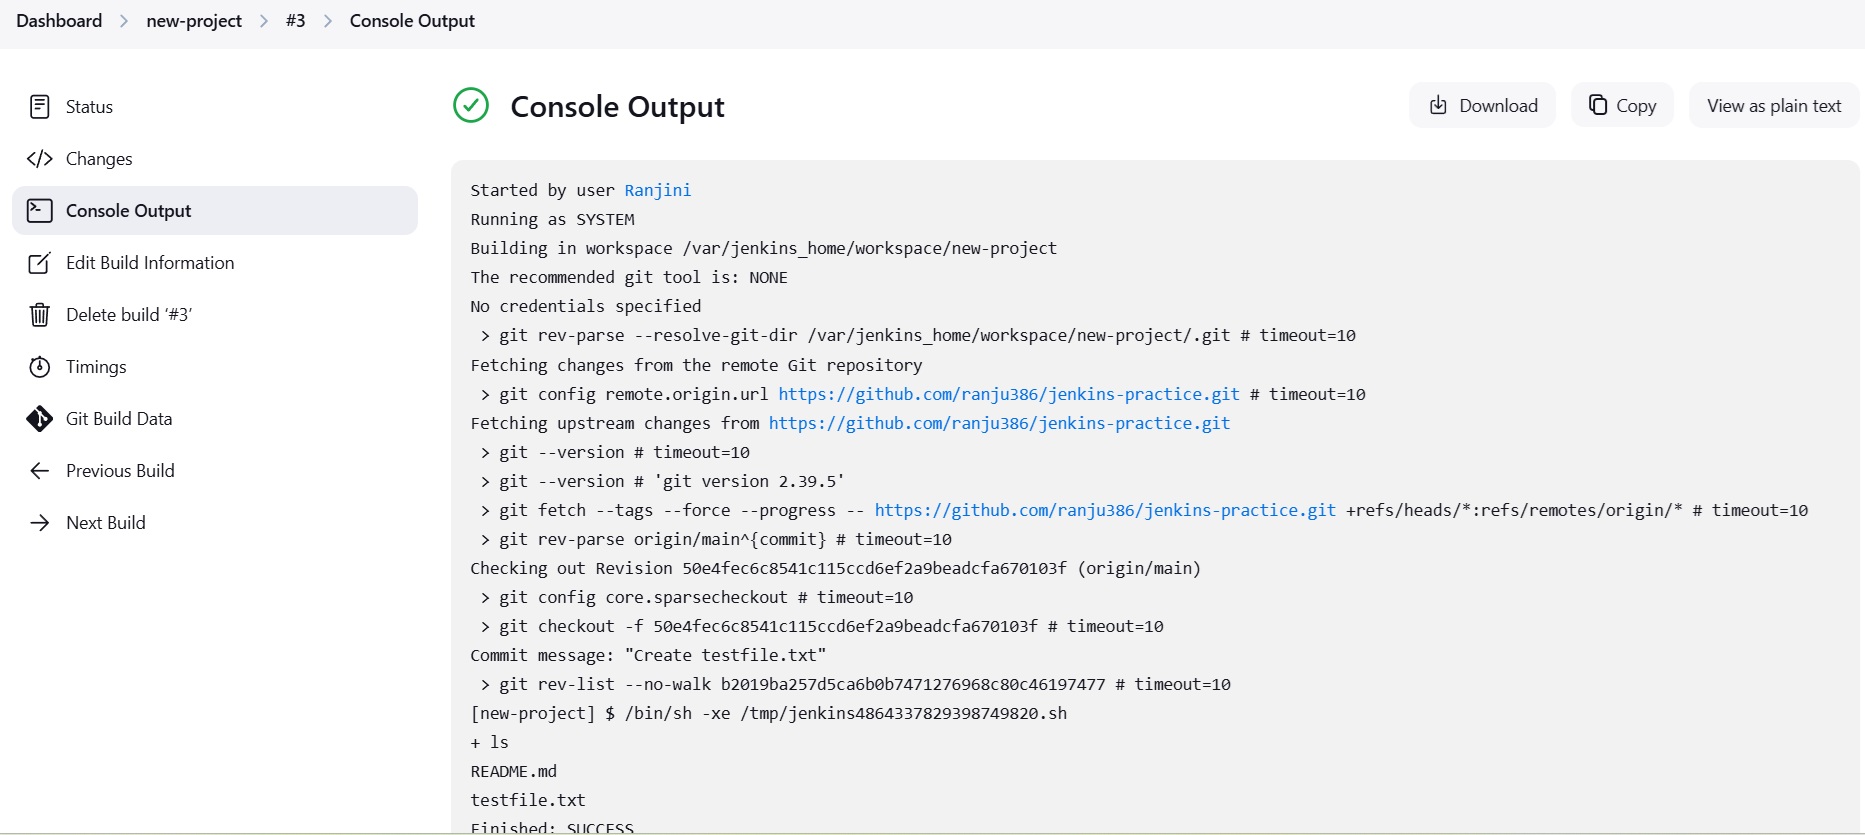 Dashboard > new-project > #3 > Console Output
Status
Changes
Console Output
Edit Build Information
Delete build ‘#3’
Timings
Git Build Data
Previous Build
Next Build
Console Output
Download
Copy
View as plain text
Started by user Ranjini
Running as SYSTEM
Building in workspace /var/jenkins_home/workspace/new-project
The recommended git tool is: NONE
No credentials specified
 > git rev-parse --resolve-git-dir /var/jenkins_home/workspace/new-project/.git # timeout=10
Fetching changes from the remote Git repository
 > git config remote.origin.url https://github.com/ranju386/jenkins-practice.git # timeout=10
Fetching upstream changes from https://github.com/ranju386/jenkins-practice.git
 > git --version # timeout=10
 > git --version # 'git version 2.39.5'
 > git fetch --tags --force --progress -- https://github.com/ranju386/jenkins-practice.git +refs/heads/*:refs/remotes/origin/* # timeout=10
 > git rev-parse origin/main^{commit} # timeout=10
Checking out Revision 50e4fec6c8541c115ccd6ef2a9beadcfa670103f (origin/main)
 > git config core.sparsecheckout # timeout=10
 > git checkout -f 50e4fec6c8541c115ccd6ef2a9beadcfa670103f # timeout=10
Commit message: "Create testfile.txt"
 > git rev-list --no-walk b2019ba257d5ca6b0b7471276968c80c46197477 # timeout=10
[new-project] $ /bin/sh -xe /tmp/jenkins4864337829398749820.sh
+ ls
README.md
testfile.txt
Finished: SUCCESS